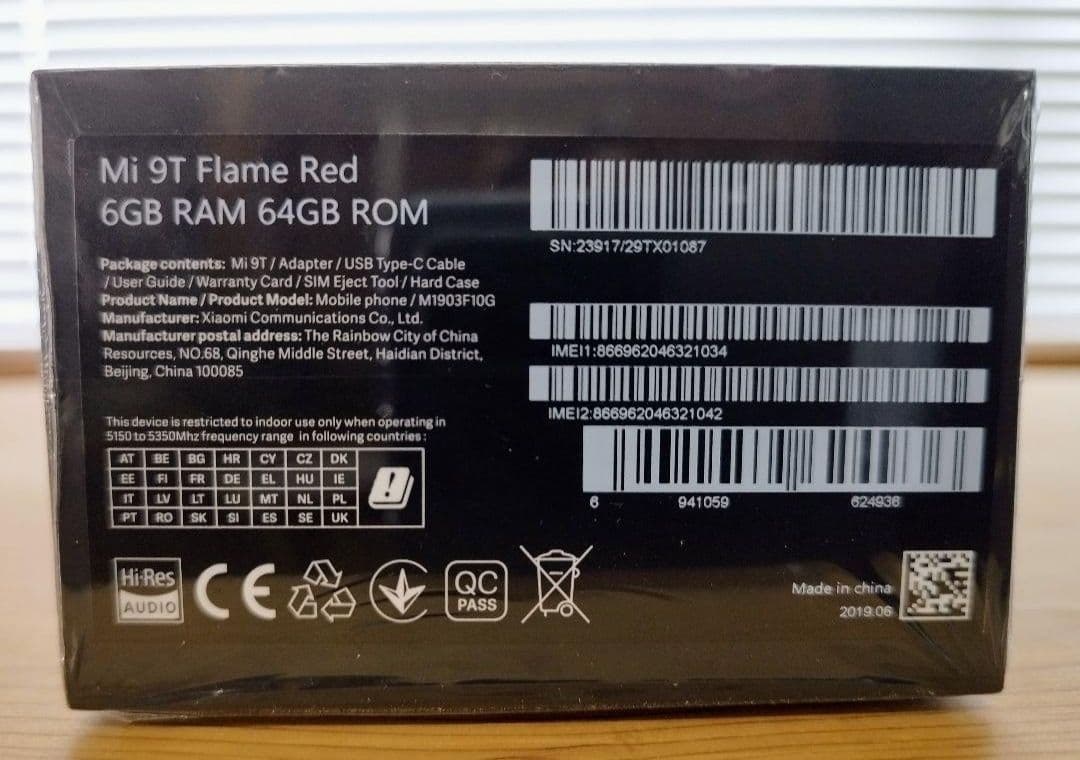 Mi 9T Flame Red
6GB RAM 64GB ROM
Package contents: Mi 9T / Adapter / USB Type-C Cable
/ User Guide / Warranty Card / SIM Eject Tool / Hard Case
Product Name / Product Model: Mobile phone / M1903F10G
Manufacturer: Xiaomi Communications Co., Ltd.
Manufacturer postal address: The Rainbow City of China
Resources, NO.68, Qinghe Middle Street, Haidian District,
Beijing, China 100085
This device is restricted to indoor use only when operating in
5150 to 5350Mhz frequency range in following countries:
AT BE BG HR CY CZ DK
EE FI FR DE EL HU IE
IT LV LT LU MT NL PL
PT RO SK SI ES SE UK
Hi-Res
AUDIO
CE
QC
PASS
SN:23917/29TX01087
IMEI1:866962046321034
IMEI2:866962046321042
6 941059 624936
Made in china
2019.06